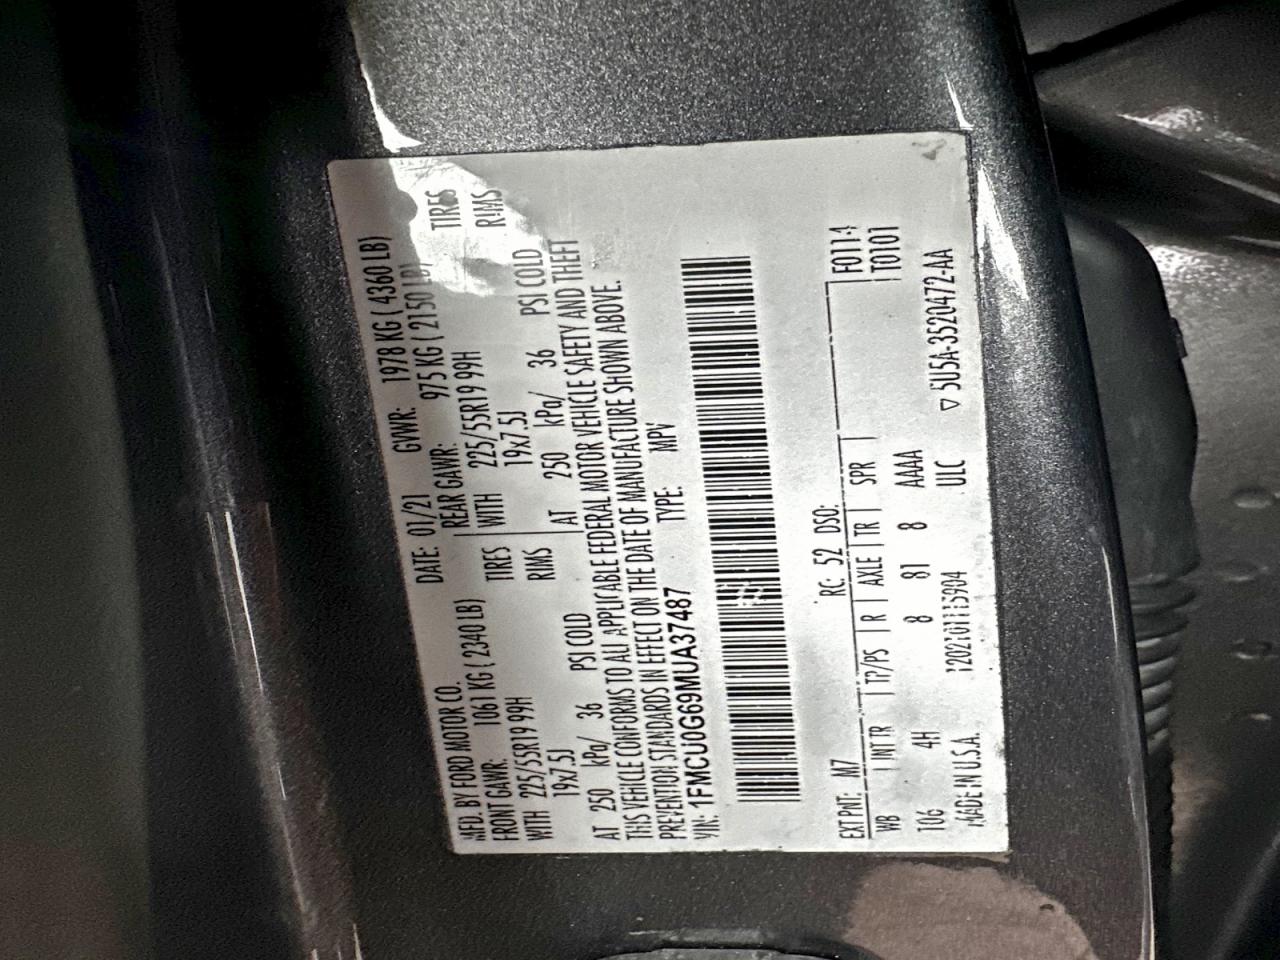 MFD. BY FORD MOTOR CO. DATE: 01/21 GVWR: 1978 KG ( 4360 LB)
FRONT GAWR: 1061 KG ( 2340 LB) REAR GAWR: 975 KG ( 2150 LB)
WITH 225/55R19 99H TIRES WITH 225/55R19 99H TIRES
19x7.5J RIMS 19x7.5J RIMS
AT 250 kPa/ 36 PSI COLD AT 250 kPa/ 36 PSI COLD
THIS VEHICLE CONFORMS TO ALL APPLICABLE FEDERAL MOTOR VEHICLE SAFETY AND THEFT
PREVENTION STANDARDS IN EFFECT ON THE DATE OF MANUFACTURE SHOWN ABOVE.
VIN: 1FMCU0G69MUA37487 TYPE: MPV
F0114
T0101
EXT PNT: M7 RC: 52 DSO:
WB INT TR TP/PS R AXLE TR SPR
106 4H 8 81 8 AAAA
MADE IN U.S.A. ULC
▽ 5U5A-3520472-AA